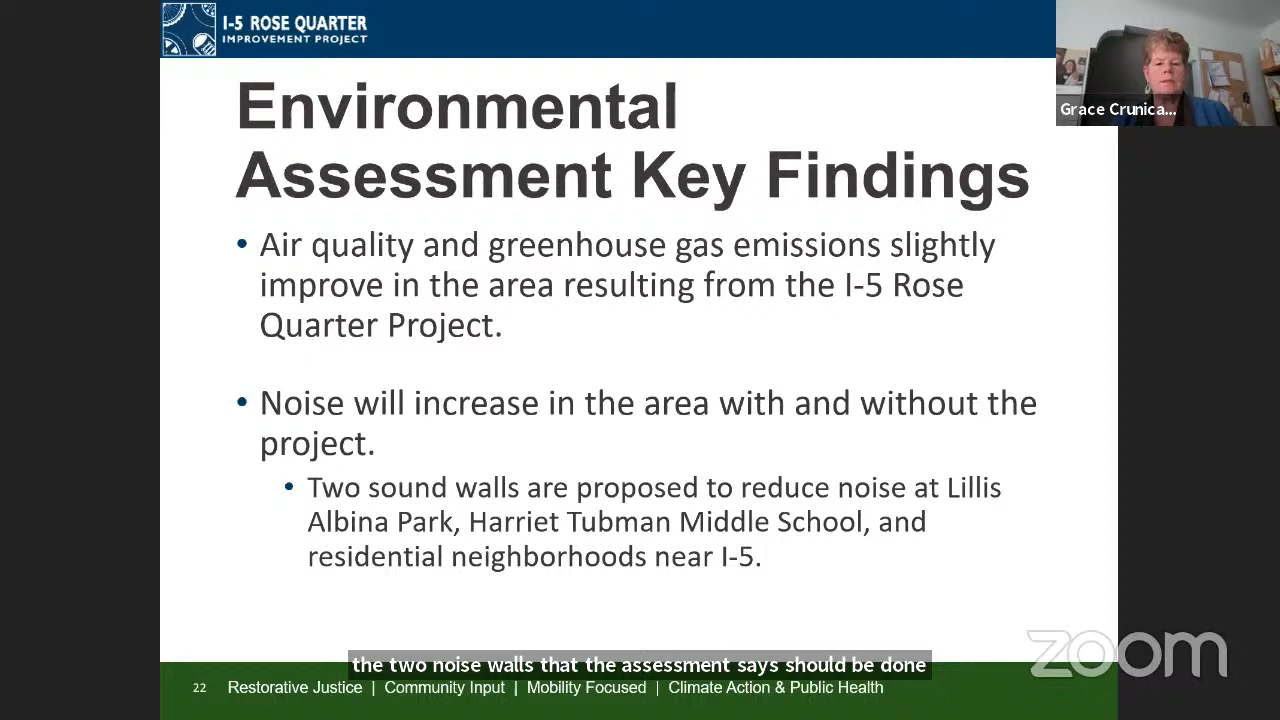 I-5 ROSE QUARTER
IMPROVEMENT PROJECT
Grace Crunica...
Environmental
Assessment Key Findings
• Air quality and greenhouse gas emissions slightly
improve in the area resulting from the I-5 Rose
Quarter Project.
• Noise will increase in the area with and without the
project.
• Two sound walls are proposed to reduce noise at Lillis
Albina Park, Harriet Tubman Middle School, and
residential neighborhoods near I-5.
zoom
the two noise walls that the assessment says should be done
22 Restorative Justice | Community Input | Mobility Focused | Climate Action & Public Health